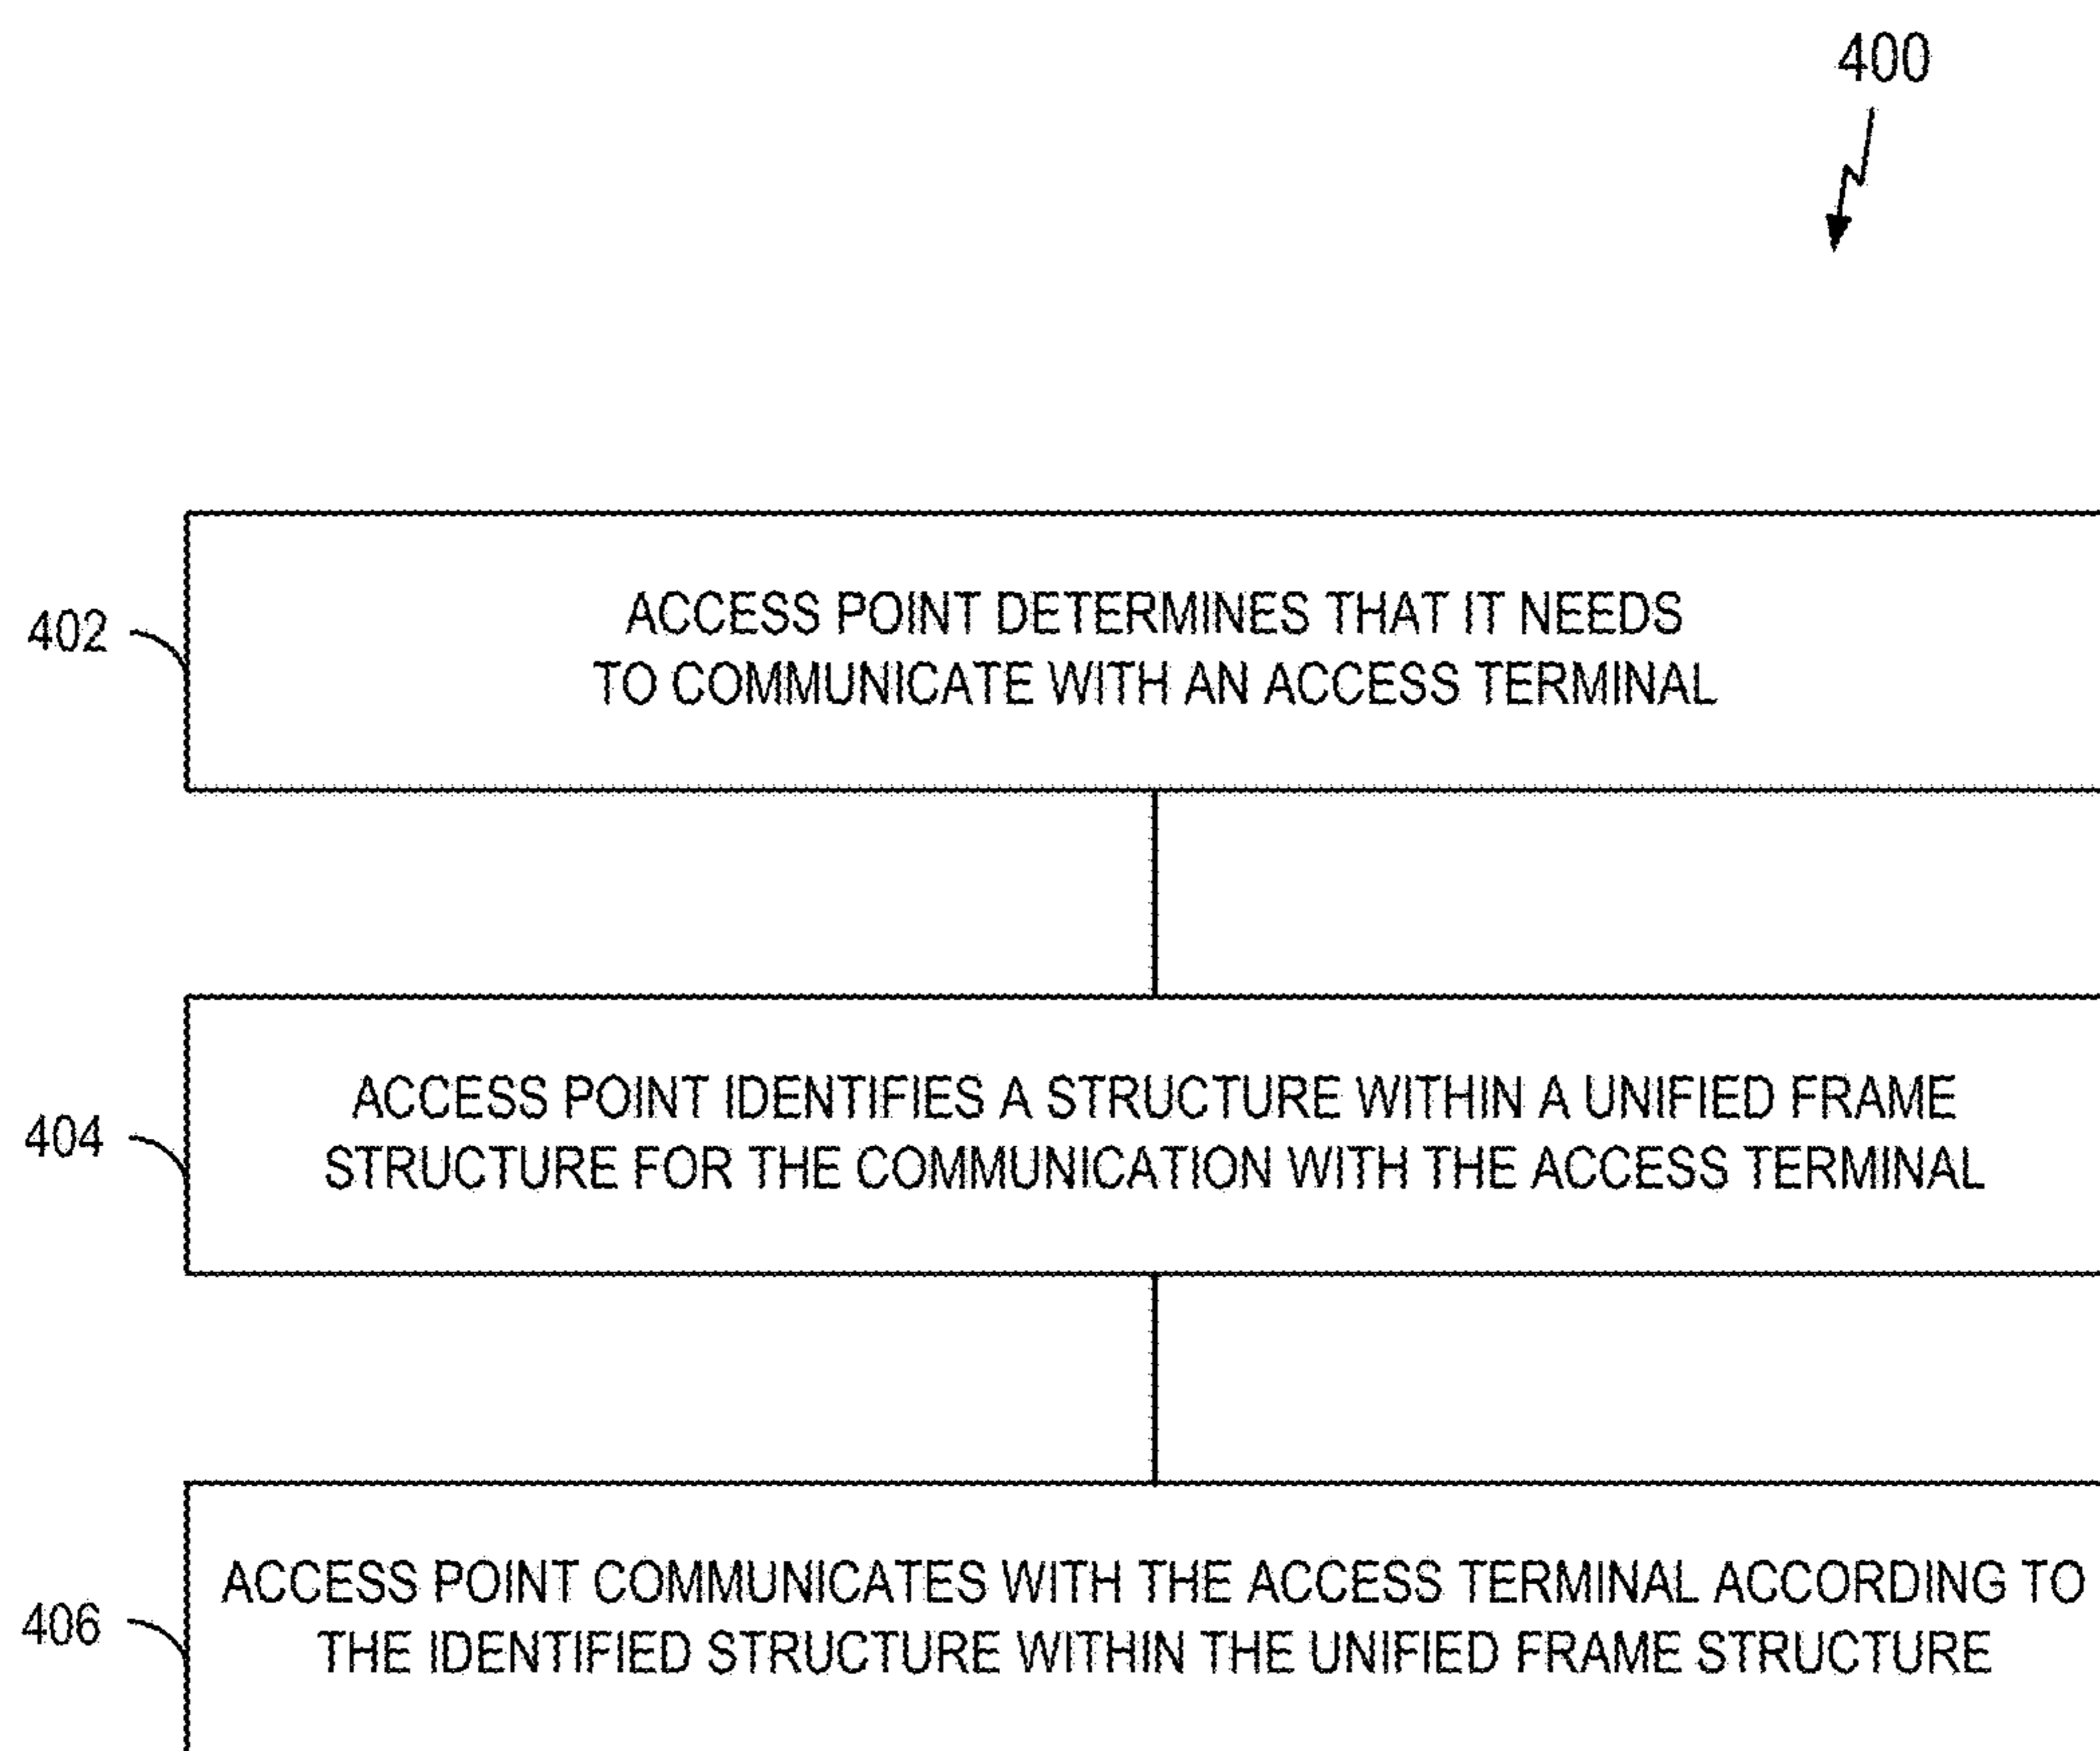 400
402
ACCESS POINT DETERMINES THAT IT NEEDS
TO COMMUNICATE WITH AN ACCESS TERMINAL
404
ACCESS POINT IDENTIFIES A STRUCTURE WITHIN A UNIFIED FRAME
STRUCTURE FOR THE COMMUNICATION WITH THE ACCESS TERMINAL
406
ACCESS POINT COMMUNICATES WITH THE ACCESS TERMINAL ACCORDING TO
THE IDENTIFIED STRUCTURE WITHIN THE UNIFIED FRAME STRUCTURE